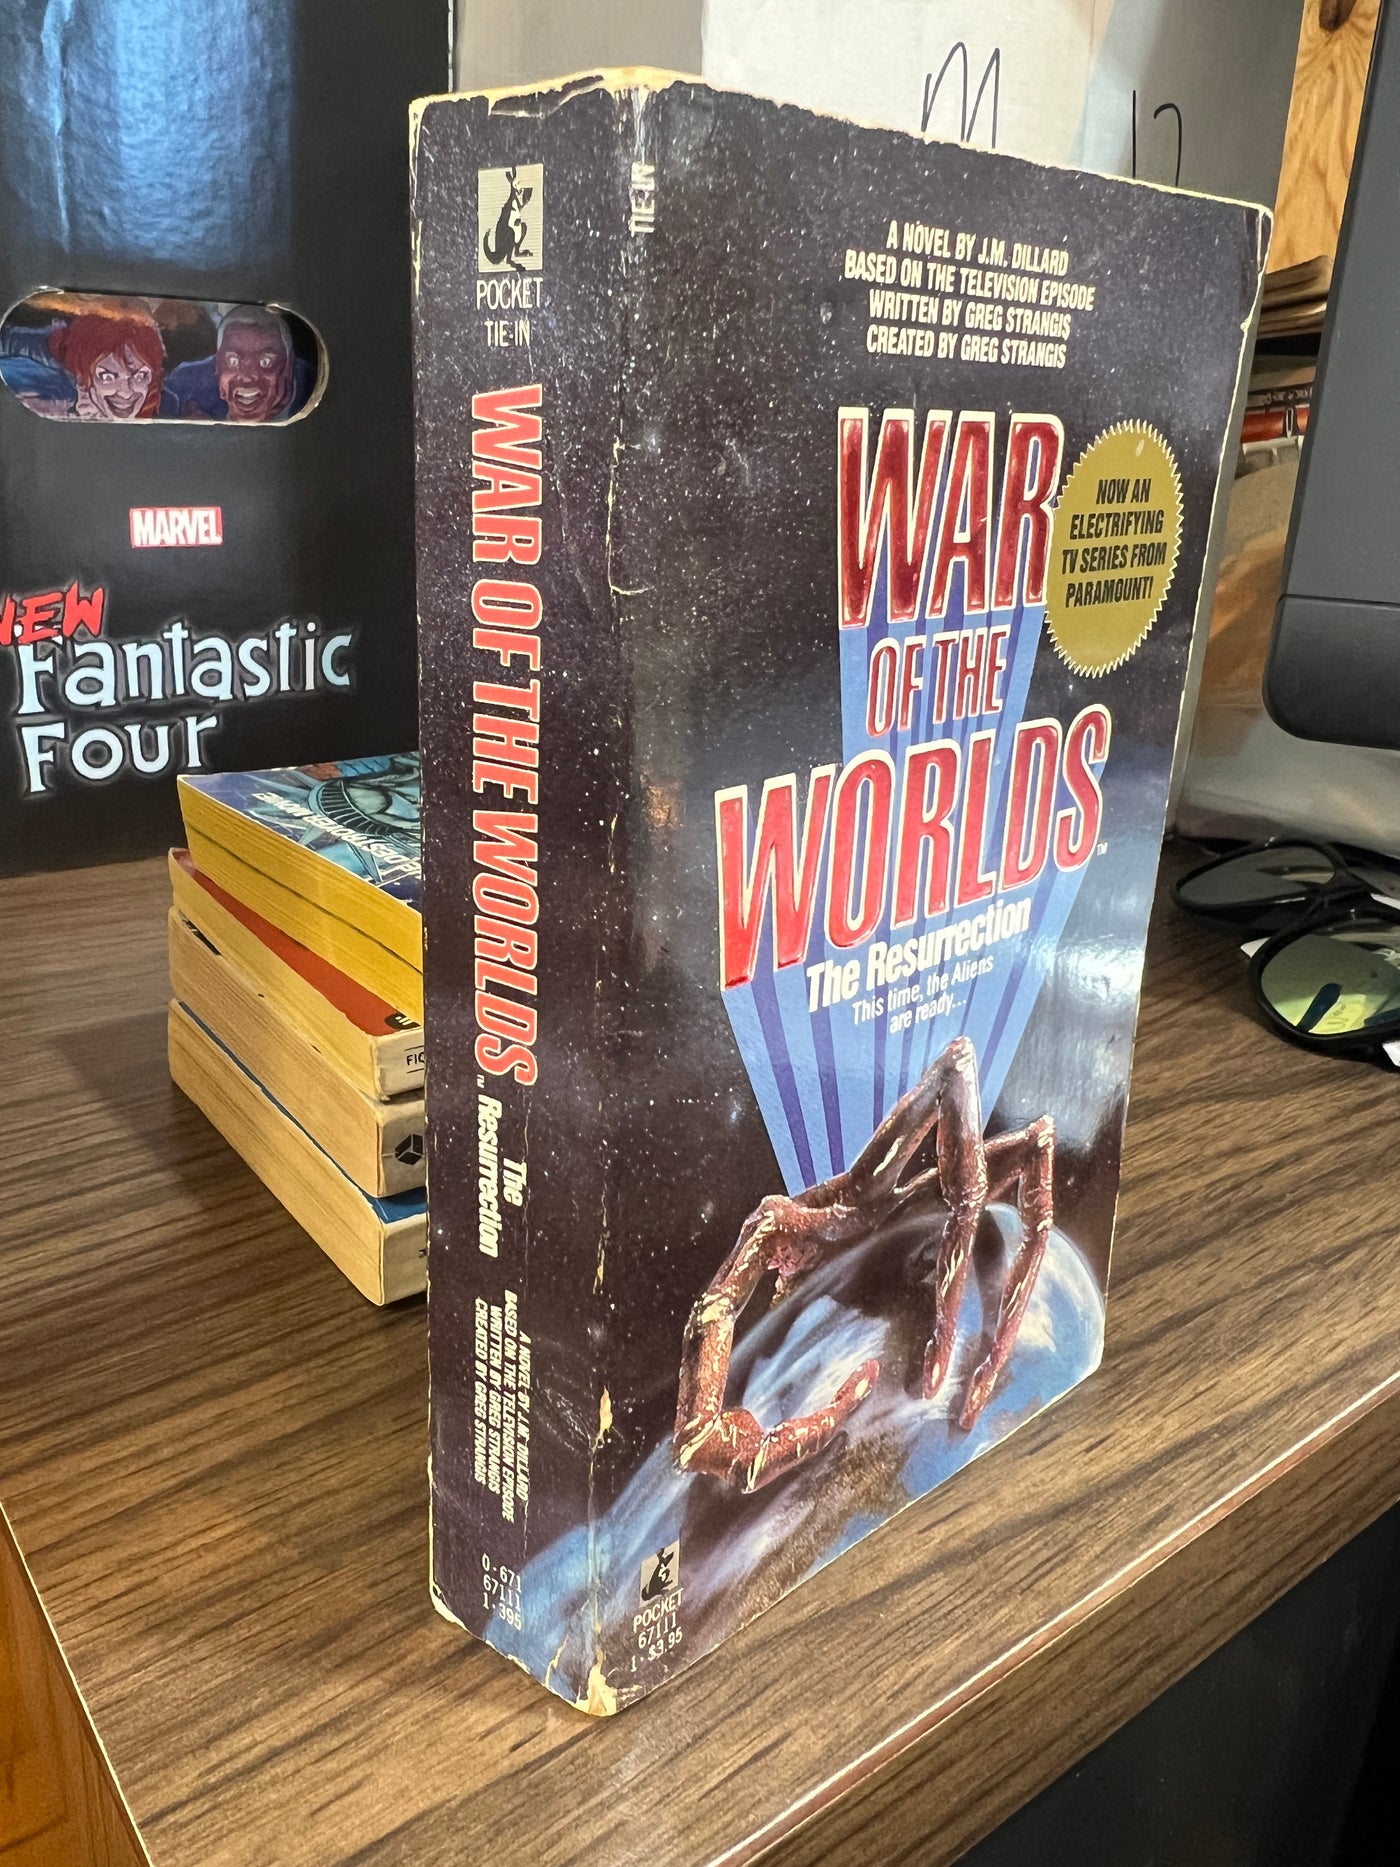 M
12
POCKET
TIE-IN
WAR OF THE WORLDS
TM
The
Resurrection
A NOVEL BY J.M. DILLARD
BASED ON THE TELEVISION EPISODE
WRITTEN BY GREG STRANGIS
CREATED BY GREG STRANGIS
0-671
67111
1·395
TIE-IN
A NOVEL BY J.M. DILLARD
BASED ON THE TELEVISION EPISODE
WRITTEN BY GREG STRANGIS
CREATED BY GREG STRANGIS
WAR
OF THE
WORLDS
TM
NOW AN
ELECTRIFYING
TV SERIES FROM
PARAMOUNT!
The Resurrection
This time, the Aliens
are ready...
POCKET
67111
1·$3.95
MARVEL
NEW
Fantastic
Four